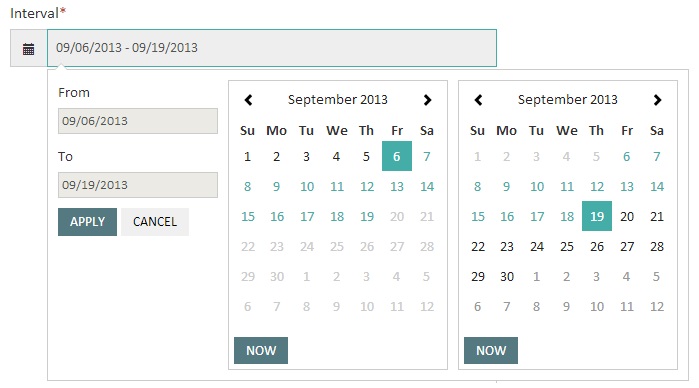 Interval*
09/06/2013 - 09/19/2013
From
09/06/2013
To
09/19/2013
APPLY CANCEL
September 2013
Su Mo Tu We Th Fr Sa
1 2 3 4 5 6 7
8 9 10 11 12 13 14
15 16 17 18 19 20 21
22 23 24 25 26 27 28
29 30 1 2 3 4 5
6 7 8 9 10 11 12
NOW
September 2013
Su Mo Tu We Th Fr Sa
1 2 3 4 5 6 7
8 9 10 11 12 13 14
15 16 17 18 19 20 21
22 23 24 25 26 27 28
29 30 1 2 3 4 5
6 7 8 9 10 11 12
NOW